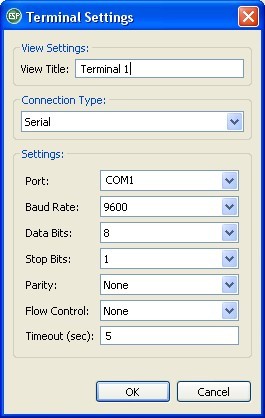 ESF Terminal Settings
View Settings:
View Title: Terminal 1
Connection Type:
Serial
Settings:
Port: COM1
Baud Rate: 9600
Data Bits: 8
Stop Bits: 1
Parity: None
Flow Control: None
Timeout (sec): 5
OK Cancel